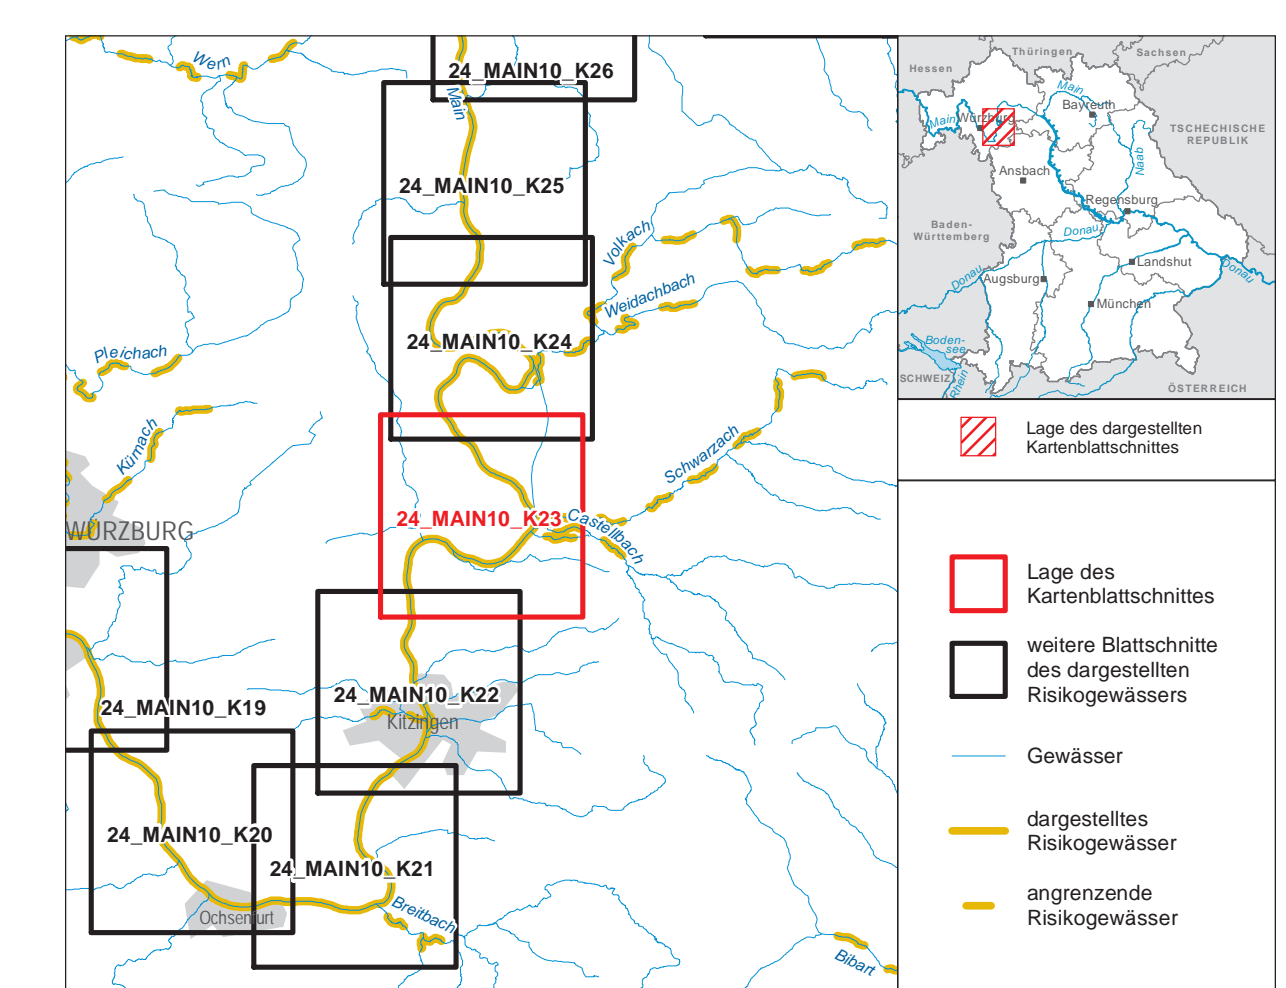 Wern
24_MAIN10_K26
Main
24_MAIN10_K25
Volkach
Weidachbach
24_MAIN10_K24
Pleichach
Kürnach
Schwarzach
WÜRZBURG
24_MAIN10_K23
Castellbach
24_MAIN10_K22
Kitzingen
24_MAIN10_K19
24_MAIN10_K20
24_MAIN10_K21
Ochsenfurt
Breitbach
Bibart
Thüringen
Sachsen
Hessen
Main
Bayreuth
Main
Würzburg
TSCHECHISCHE
REPUBLIK
Naab
Ansbach
Regensburg
Baden-
Württemberg
Donau
Landshut
Donau
Donau
Augsburg
München
Boden-
see
SCHWEIZ
Rhein
ÖSTERREICH
Lage des dargestellten
Kartenblattschnittes
Lage des
Kartenblattschnittes
weitere Blattschnitte
des dargestellten
Risikogewässers
Gewässer
dargestelltes
Risikogewässer
angrenzende
Risikogewässer